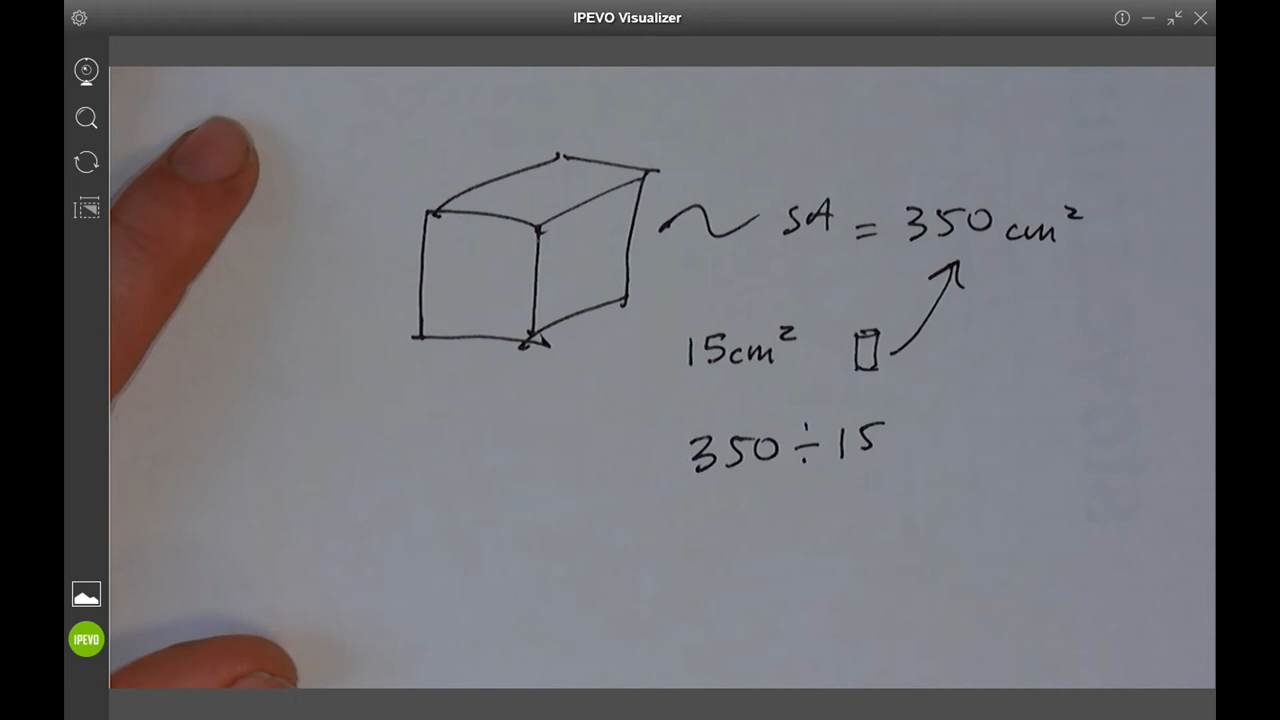 IPEVO Visualizer
SA = 350 cm²
15cm²
350 ÷ 15
IPEVO